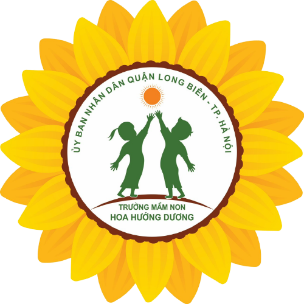 ỦY BAN NHÂN DÂN QUẬN LONG BIÊN - TP. HÀ NỘI
TRƯỜNG MẦM NON
HOA HƯỚNG DƯƠNG